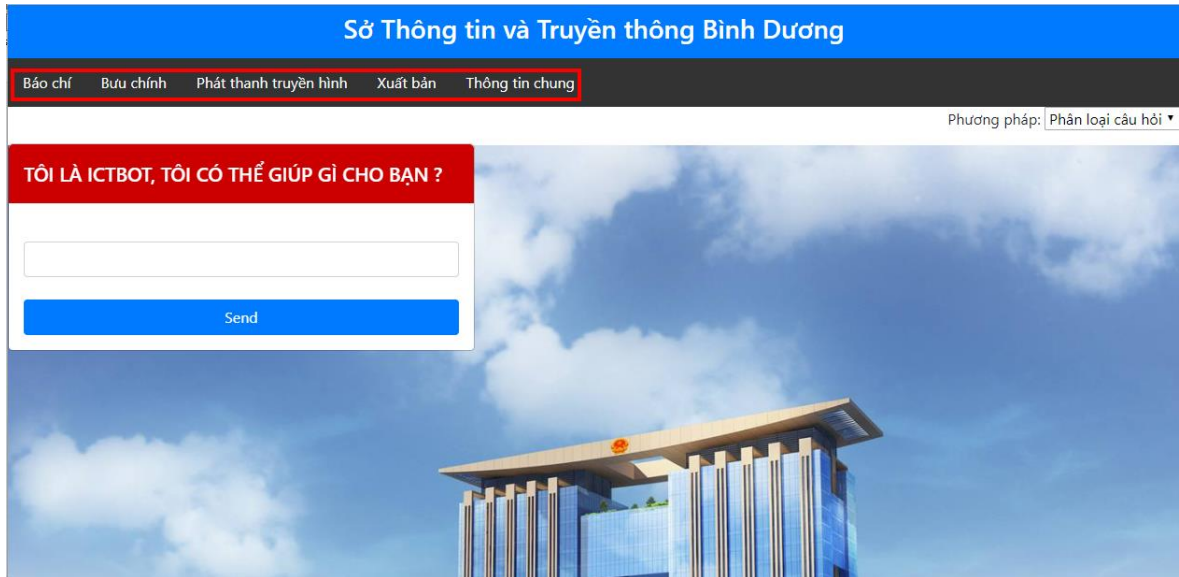 Sở Thông tin và Truyền thông Bình Dương
Báo chí Bưu chính Phát thanh truyền hình Xuất bản Thông tin chung
Phương pháp: Phân loại câu hỏi
TÔI LÀ ICTBOT, TÔI CÓ THỂ GIÚP GÌ CHO BẠN ?
Send